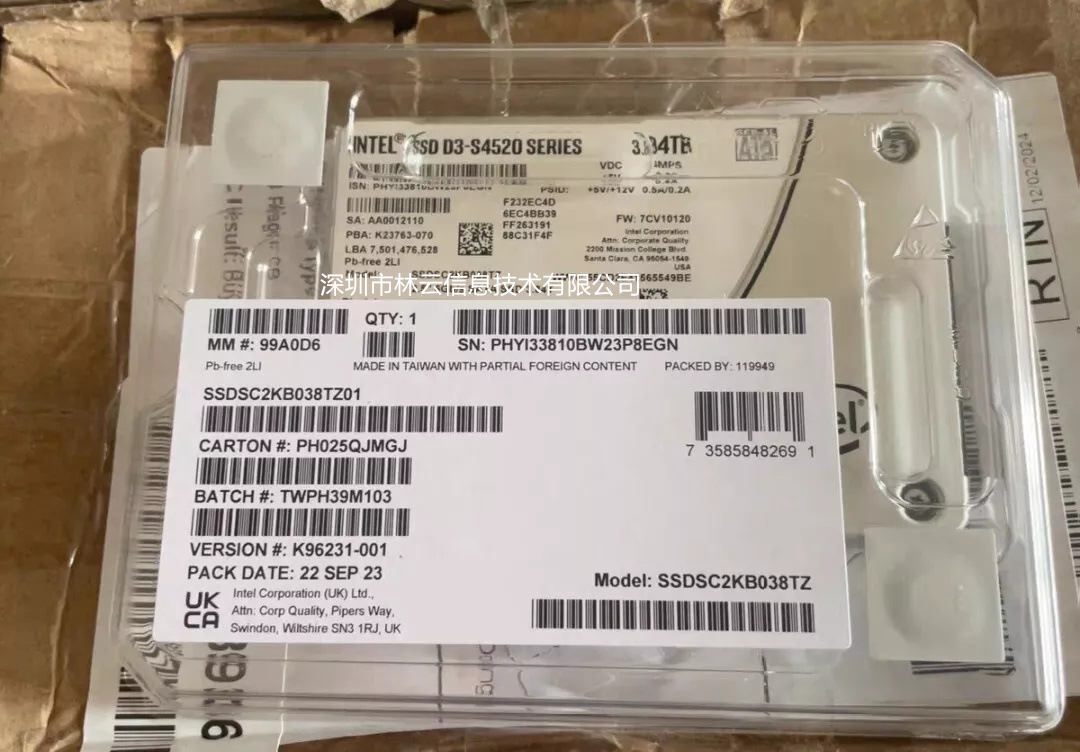 INTEL® SSD D3-S4520 SERIES 3.84TB
VDC AMPS
ISN: PHYI33810BW23P8EGN PSID: +5V/+12V 0.5A/0.2A
F232EC4D
6EC4BB39
FF263191
88C31F4F
SA: AA0012110
PBA: K23763-070
LBA 7,501,476,528
Pb-free 2LI
FW: 7CV10120
Intel Corporation
Attn. Corporate Quality
2200 Mission College Blvd.
Santa Clara, CA 95054-1549
USA
Model: SSDSC2KB038TZ
深圳市林云信息技术有限公司
QTY: 1
MM #: 99A0D6
SN: PHYI33810BW23P8EGN
Pb-free 2LI MADE IN TAIWAN WITH PARTIAL FOREIGN CONTENT PACKED BY: 119949
SSDSC2KB038TZ01
CARTON #: PH025QJMGJ
7 3585848269 1
BATCH #: TWPH39M103
VERSION #: K96231-001
PACK DATE: 22 SEP 23
Model: SSDSC2KB038TZ
UK
CA
Intel Corporation (UK) Ltd.,
Attn: Corp Quality, Pipers Way,
Swindon, Wiltshire SN3 1RJ, UK
RTN
12/02/2024